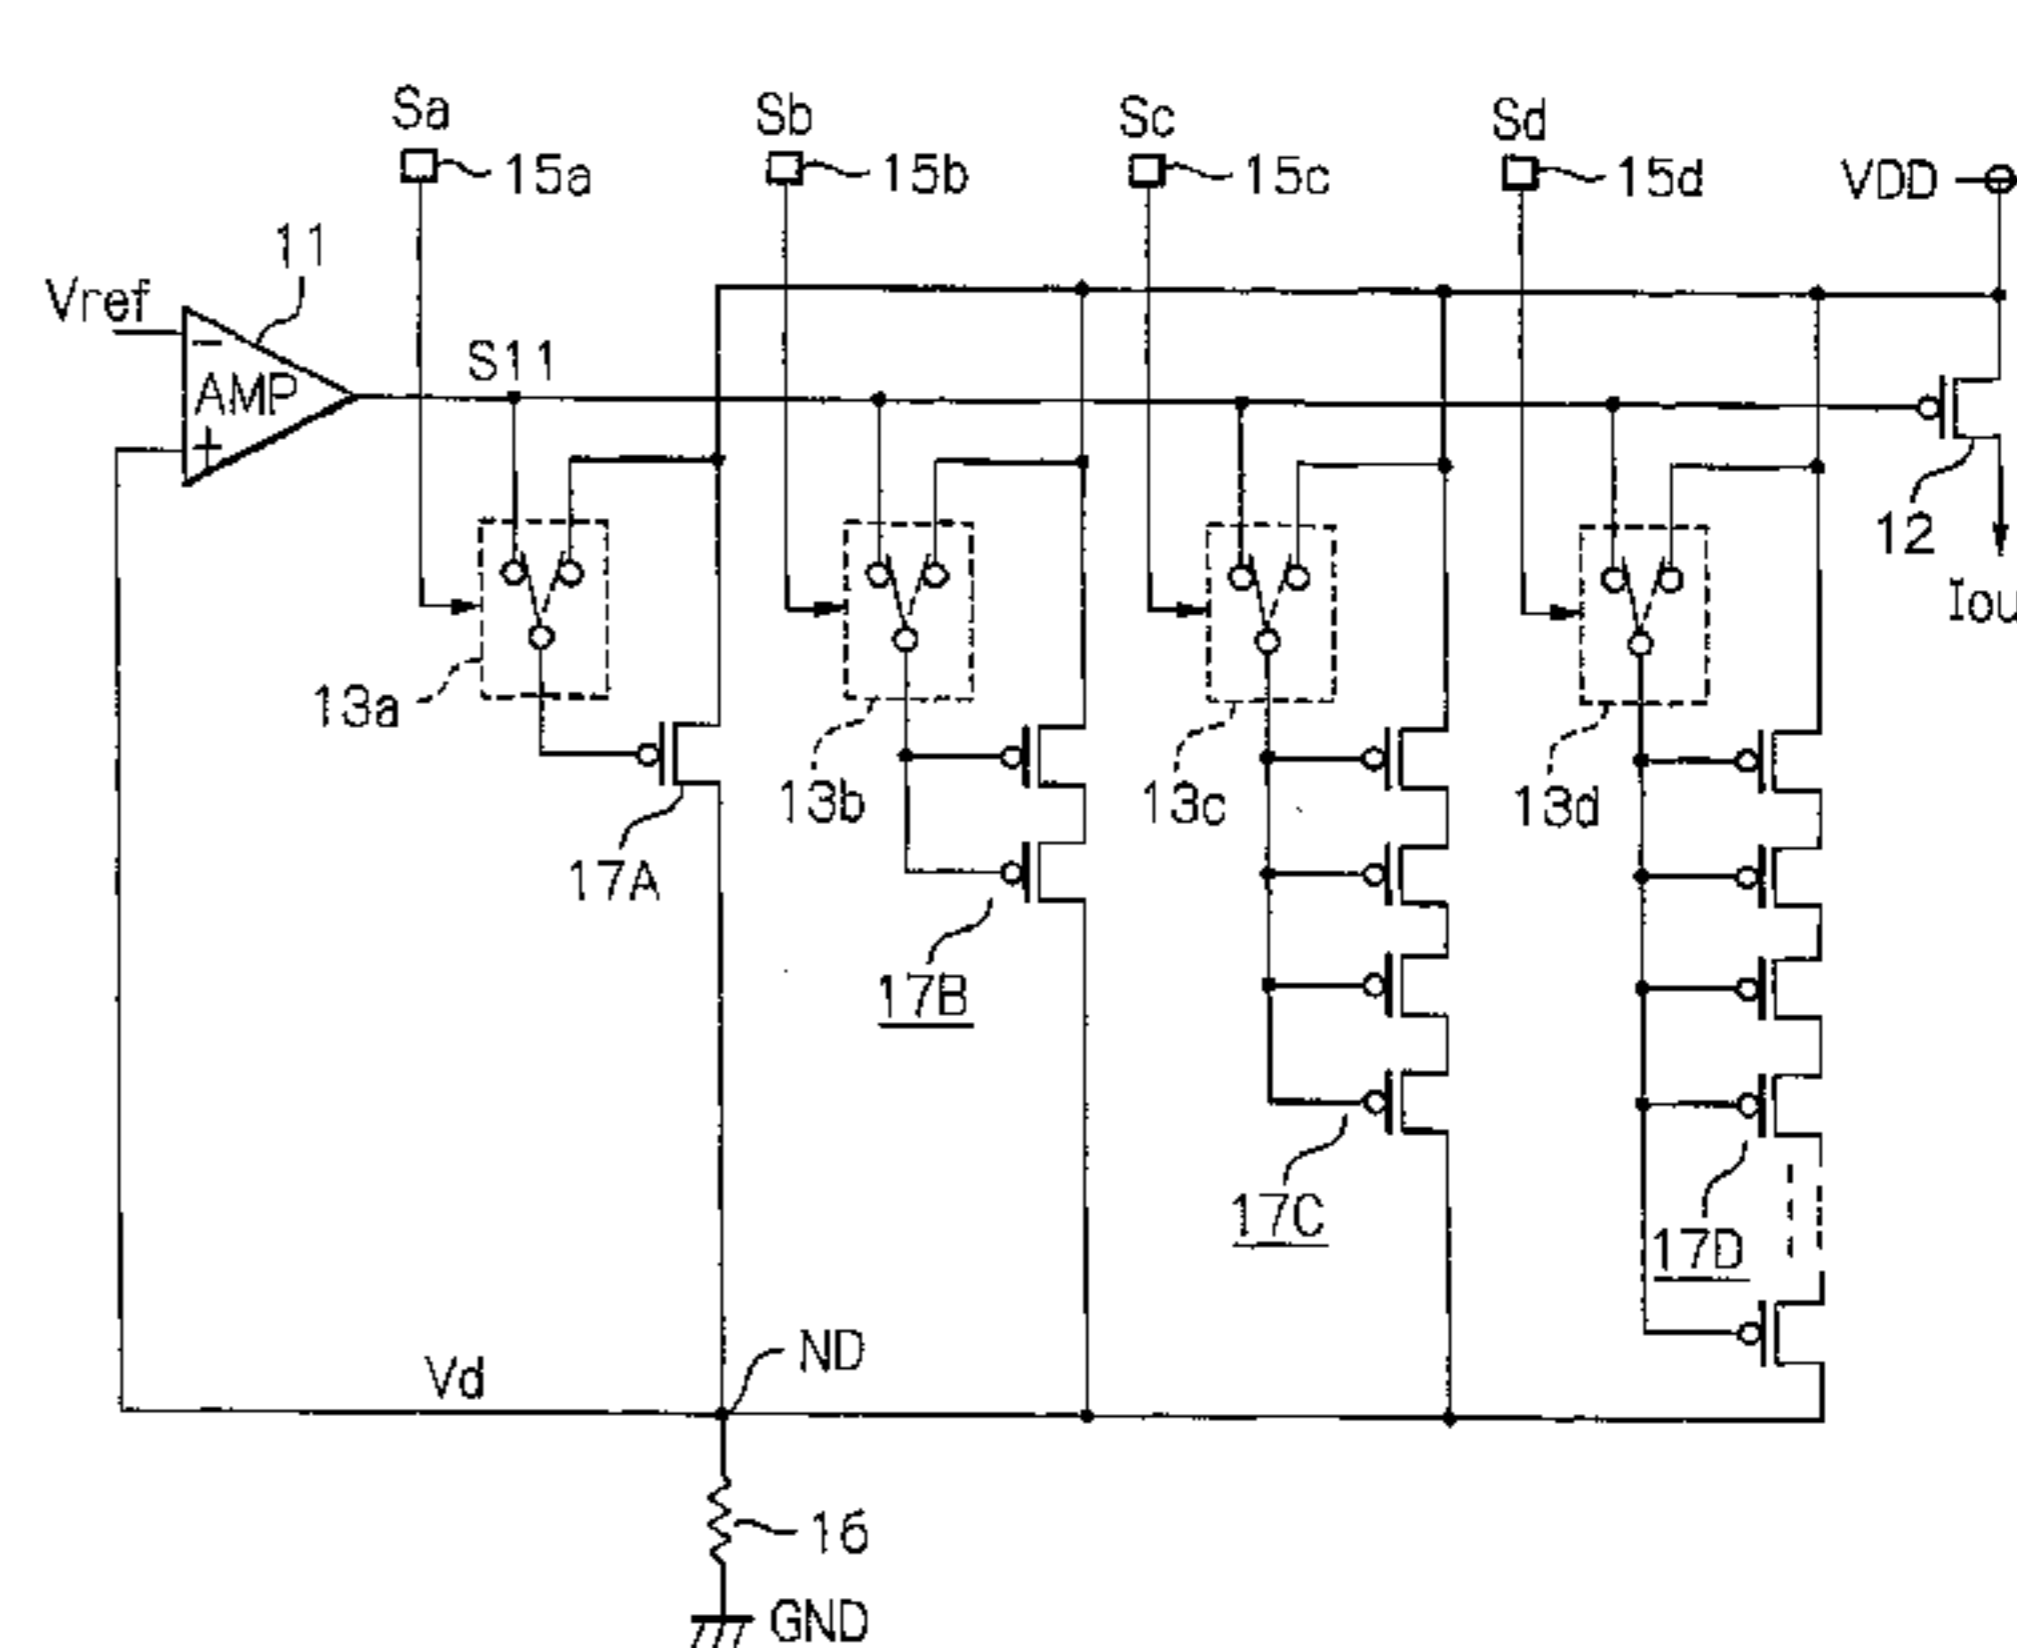 Sa
Sb
Sc
Sd
15a
15b
15c
15d
VDD
11
Vref
S11
−
AMP
+
12
Iou
13a
13b
13c
13d
17A
17B
17C
17D
ND
Vd
16
GND